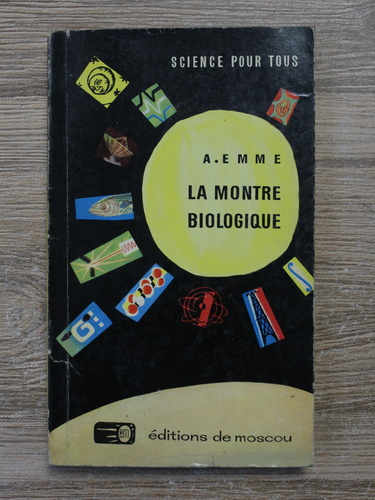 SCIENCE POUR TOUS
A. EMME
LA MONTRE
BIOLOGIQUE
éditions de moscou